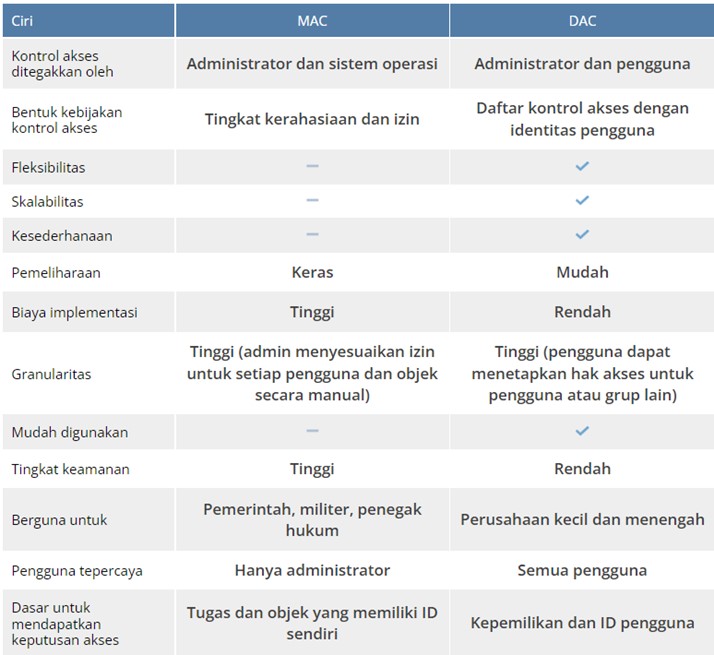 Ciri MAC DAC
Kontrol akses
ditegakkan oleh
Administrator dan sistem operasi
Administrator dan pengguna
Bentuk kebijakan
kontrol akses
Tingkat kerahasiaan dan izin
Daftar kontrol akses dengan
identitas pengguna
Fleksibilitas – ✓
Skalabilitas – ✓
Kesederhanaan – ✓
Pemeliharaan Keras Mudah
Biaya implementasi Tinggi Rendah
Granularitas
Tinggi (admin menyesuaikan izin
untuk setiap pengguna dan objek
secara manual)
Tinggi (pengguna dapat
menetapkan hak akses untuk
pengguna atau grup lain)
Mudah digunakan – ✓
Tingkat keamanan Tinggi Rendah
Berguna untuk
Pemerintah, militer, penegak
hukum
Perusahaan kecil dan menengah
Pengguna tepercaya Hanya administrator Semua pengguna
Dasar untuk
mendapatkan
keputusan akses
Tugas dan objek yang memiliki ID
sendiri
Kepemilikan dan ID pengguna